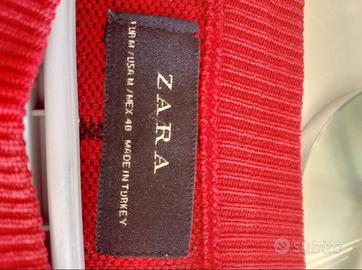 ZARA
EUR M / USA M / MEX 40
MADE IN TURKEY
subito